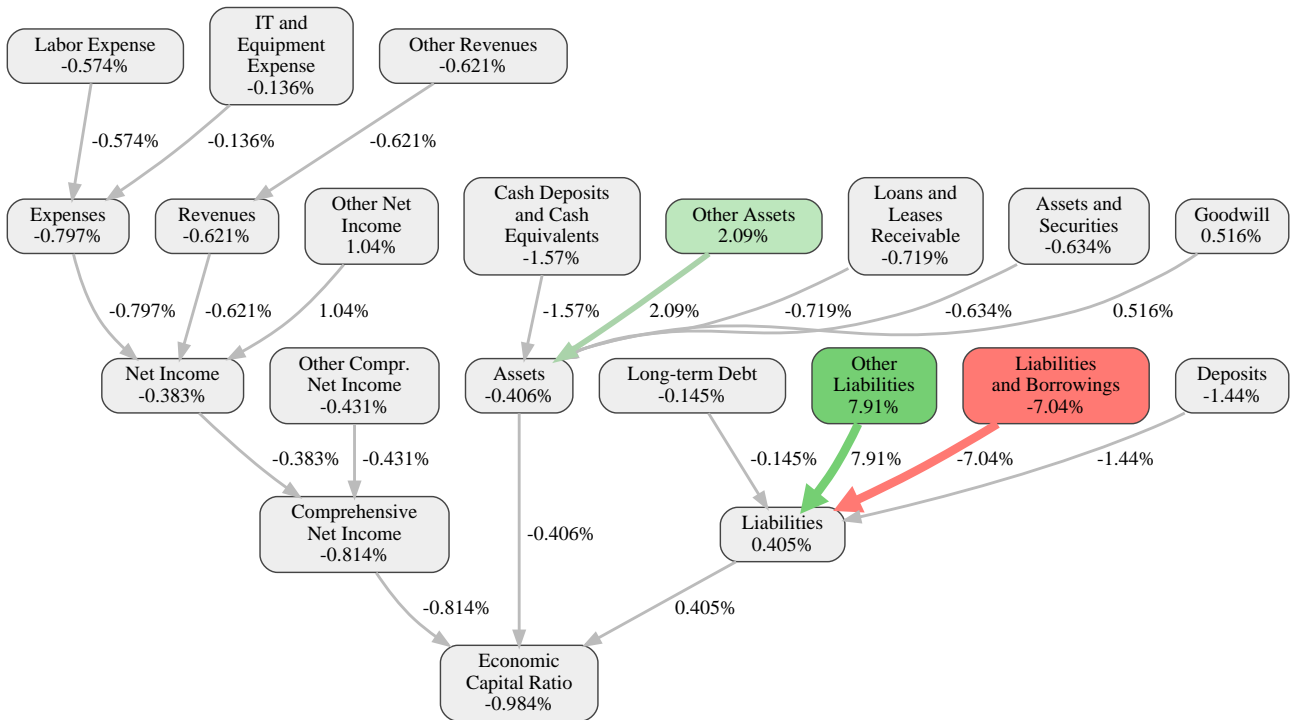 Labor Expense
-0.574%
IT and
Equipment
Expense
-0.136%
Other Revenues
-0.621%
-0.574%
-0.136%
-0.621%
Expenses
-0.797%
Revenues
-0.621%
Other Net
Income
1.04%
Cash Deposits
and Cash
Equivalents
-1.57%
Other Assets
2.09%
Loans and
Leases
Receivable
-0.719%
Assets and
Securities
-0.634%
Goodwill
0.516%
-0.797%
-0.621%
1.04%
-1.57%
2.09%
-0.719%
-0.634%
0.516%
Net Income
-0.383%
Other Compr.
Net Income
-0.431%
Assets
-0.406%
Long-term Debt
-0.145%
Other
Liabilities
7.91%
Liabilities
and Borrowings
-7.04%
Deposits
-1.44%
-0.383%
-0.431%
-0.145%
7.91%
-7.04%
-1.44%
Comprehensive
Net Income
-0.814%
-0.406%
Liabilities
0.405%
-0.814%
0.405%
Economic
Capital Ratio
-0.984%